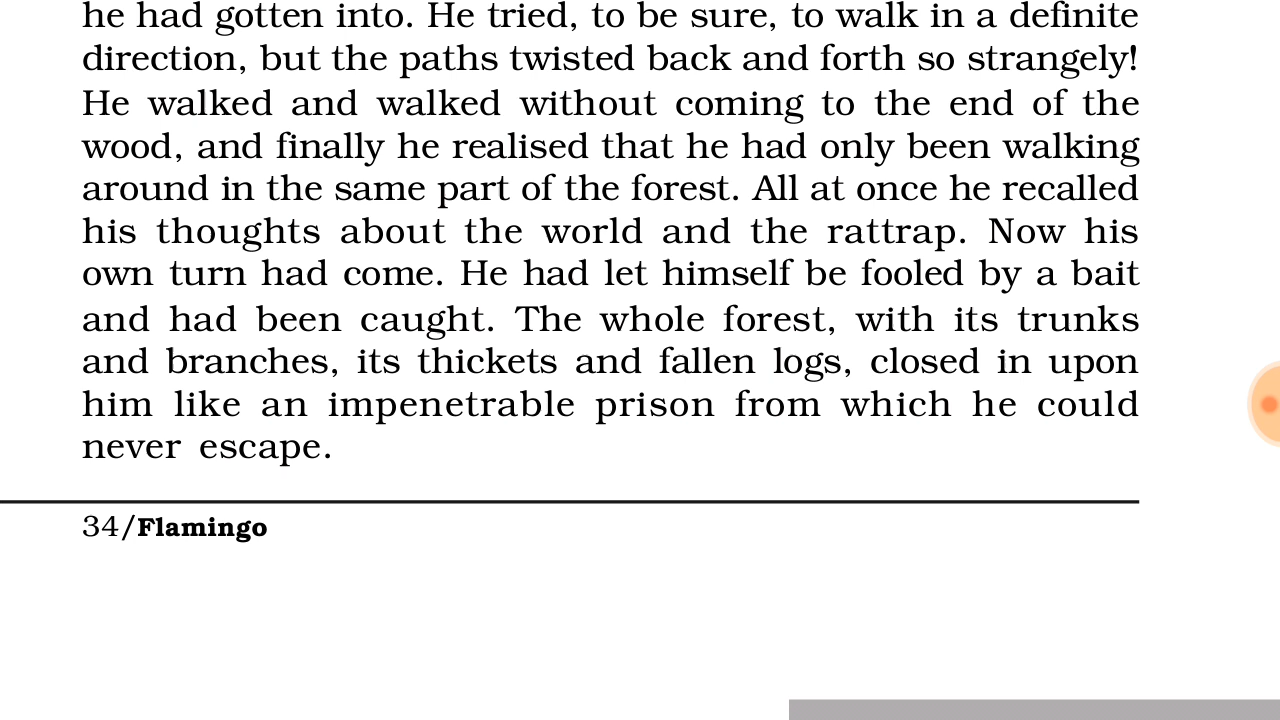 he had gotten into. He tried, to be sure, to walk in a definite
direction, but the paths twisted back and forth so strangely!
He walked and walked without coming to the end of the
wood, and finally he realised that he had only been walking
around in the same part of the forest. All at once he recalled
his thoughts about the world and the rattrap. Now his
own turn had come. He had let himself be fooled by a bait
and had been caught. The whole forest, with its trunks
and branches, its thickets and fallen logs, closed in upon
him like an impenetrable prison from which he could
never escape.
34/Flamingo